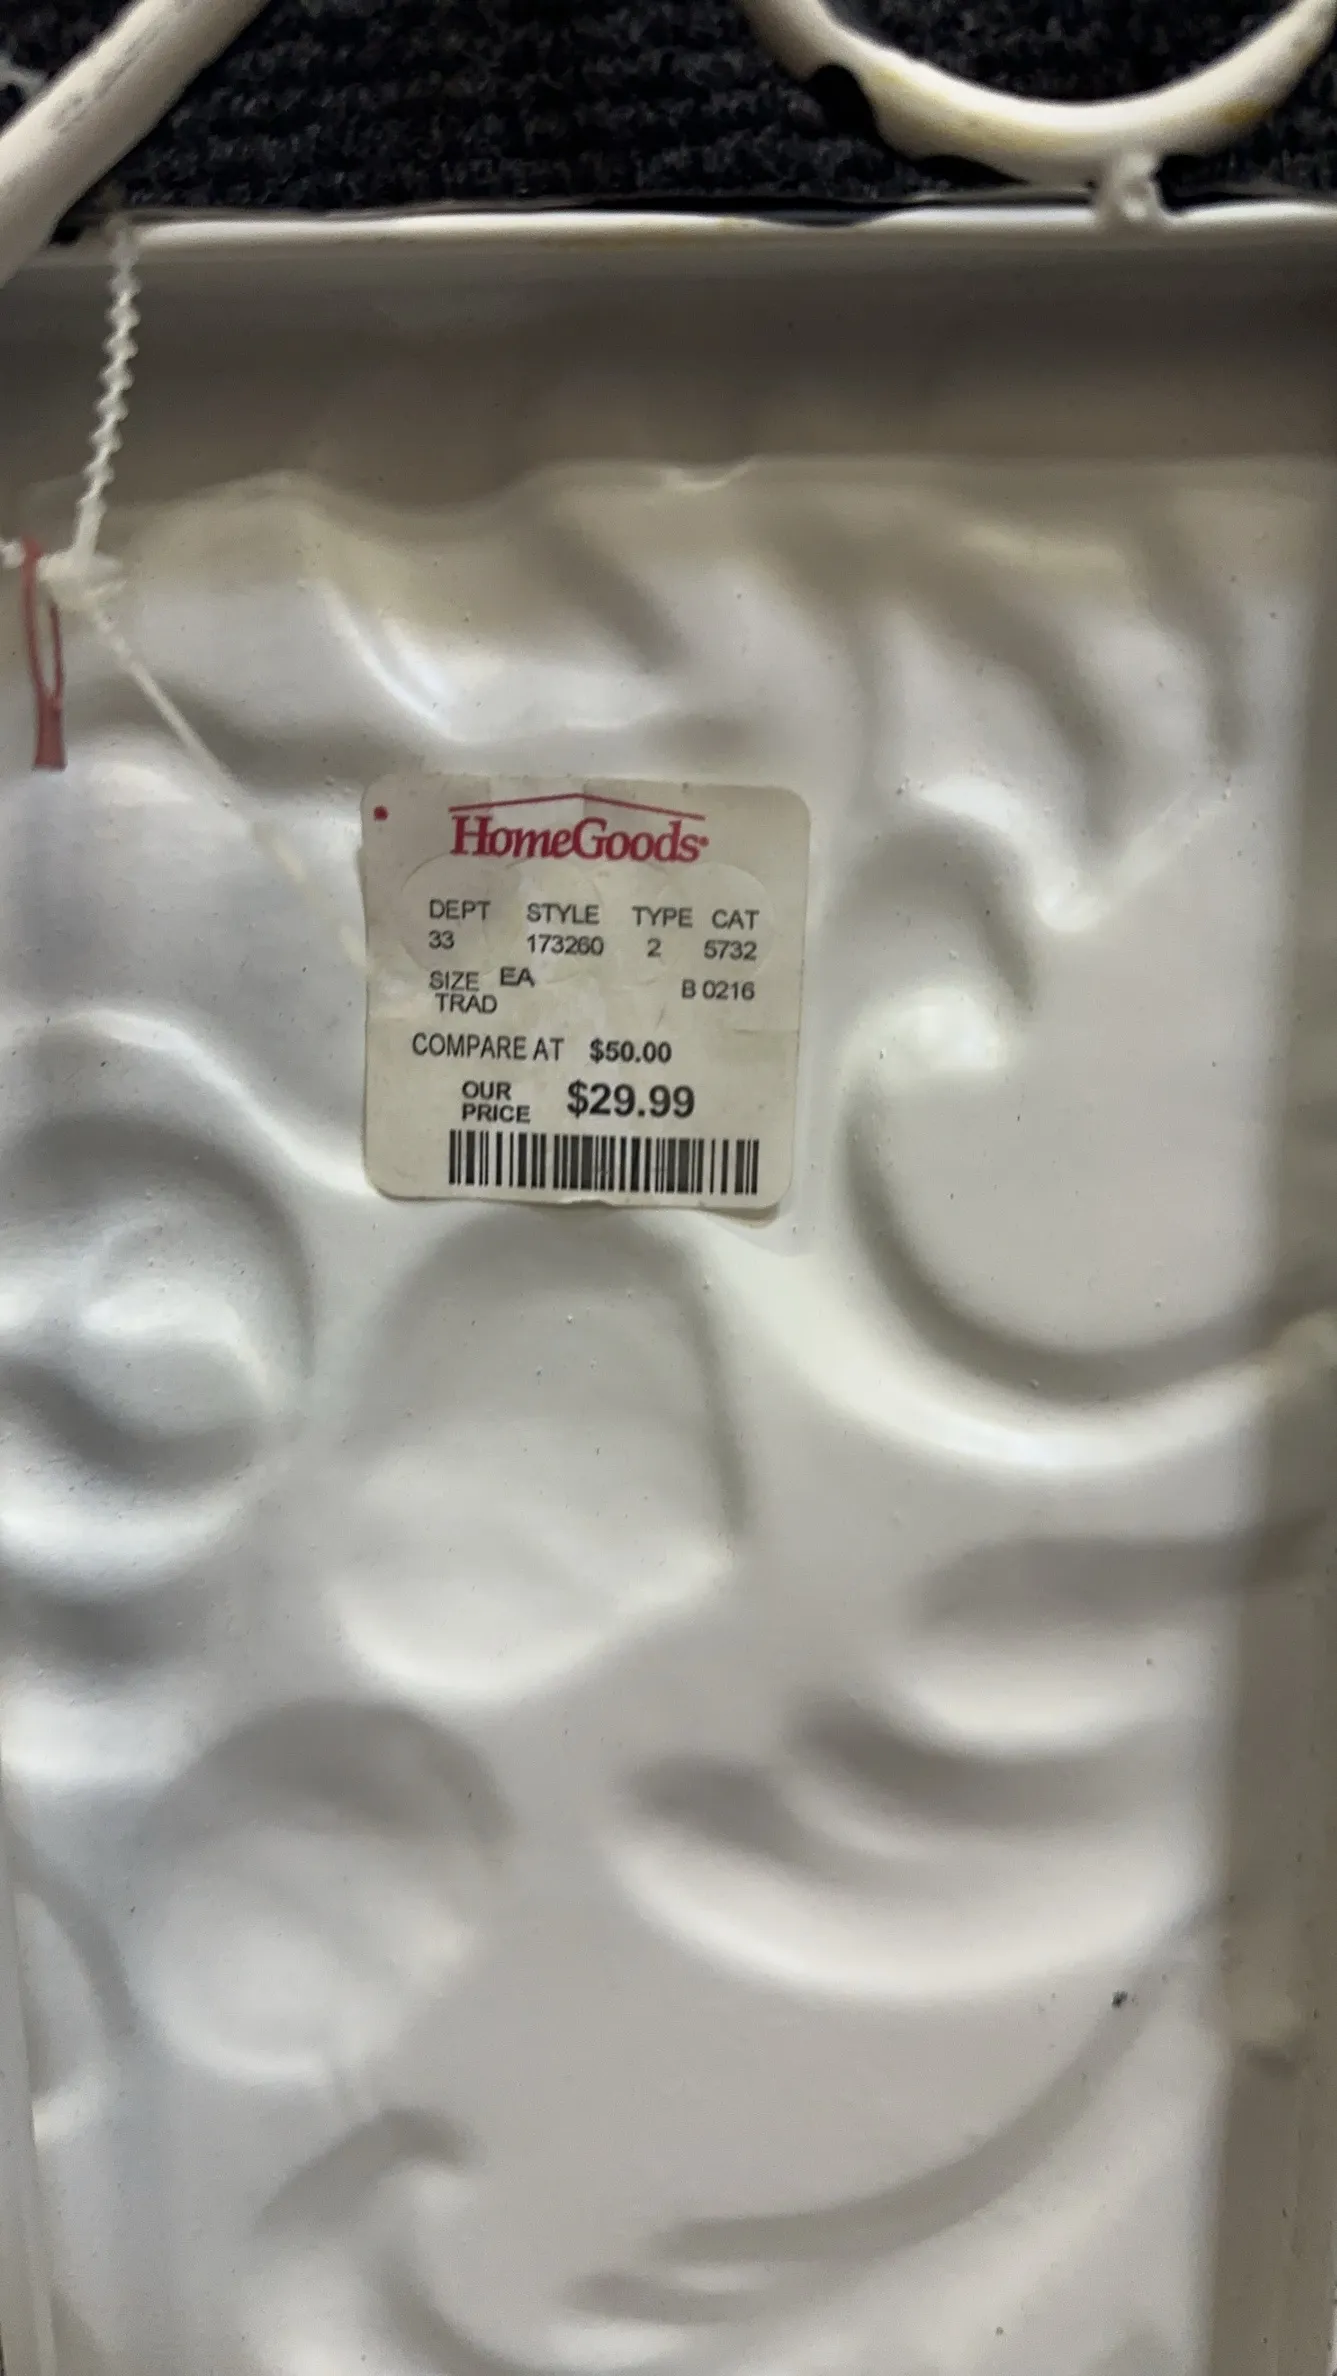 HomeGoods
DEPT STYLE TYPE CAT
33 173260 2 5732
SIZE EA B 0216
TRAD
COMPARE AT $50.00
OUR PRICE $29.99